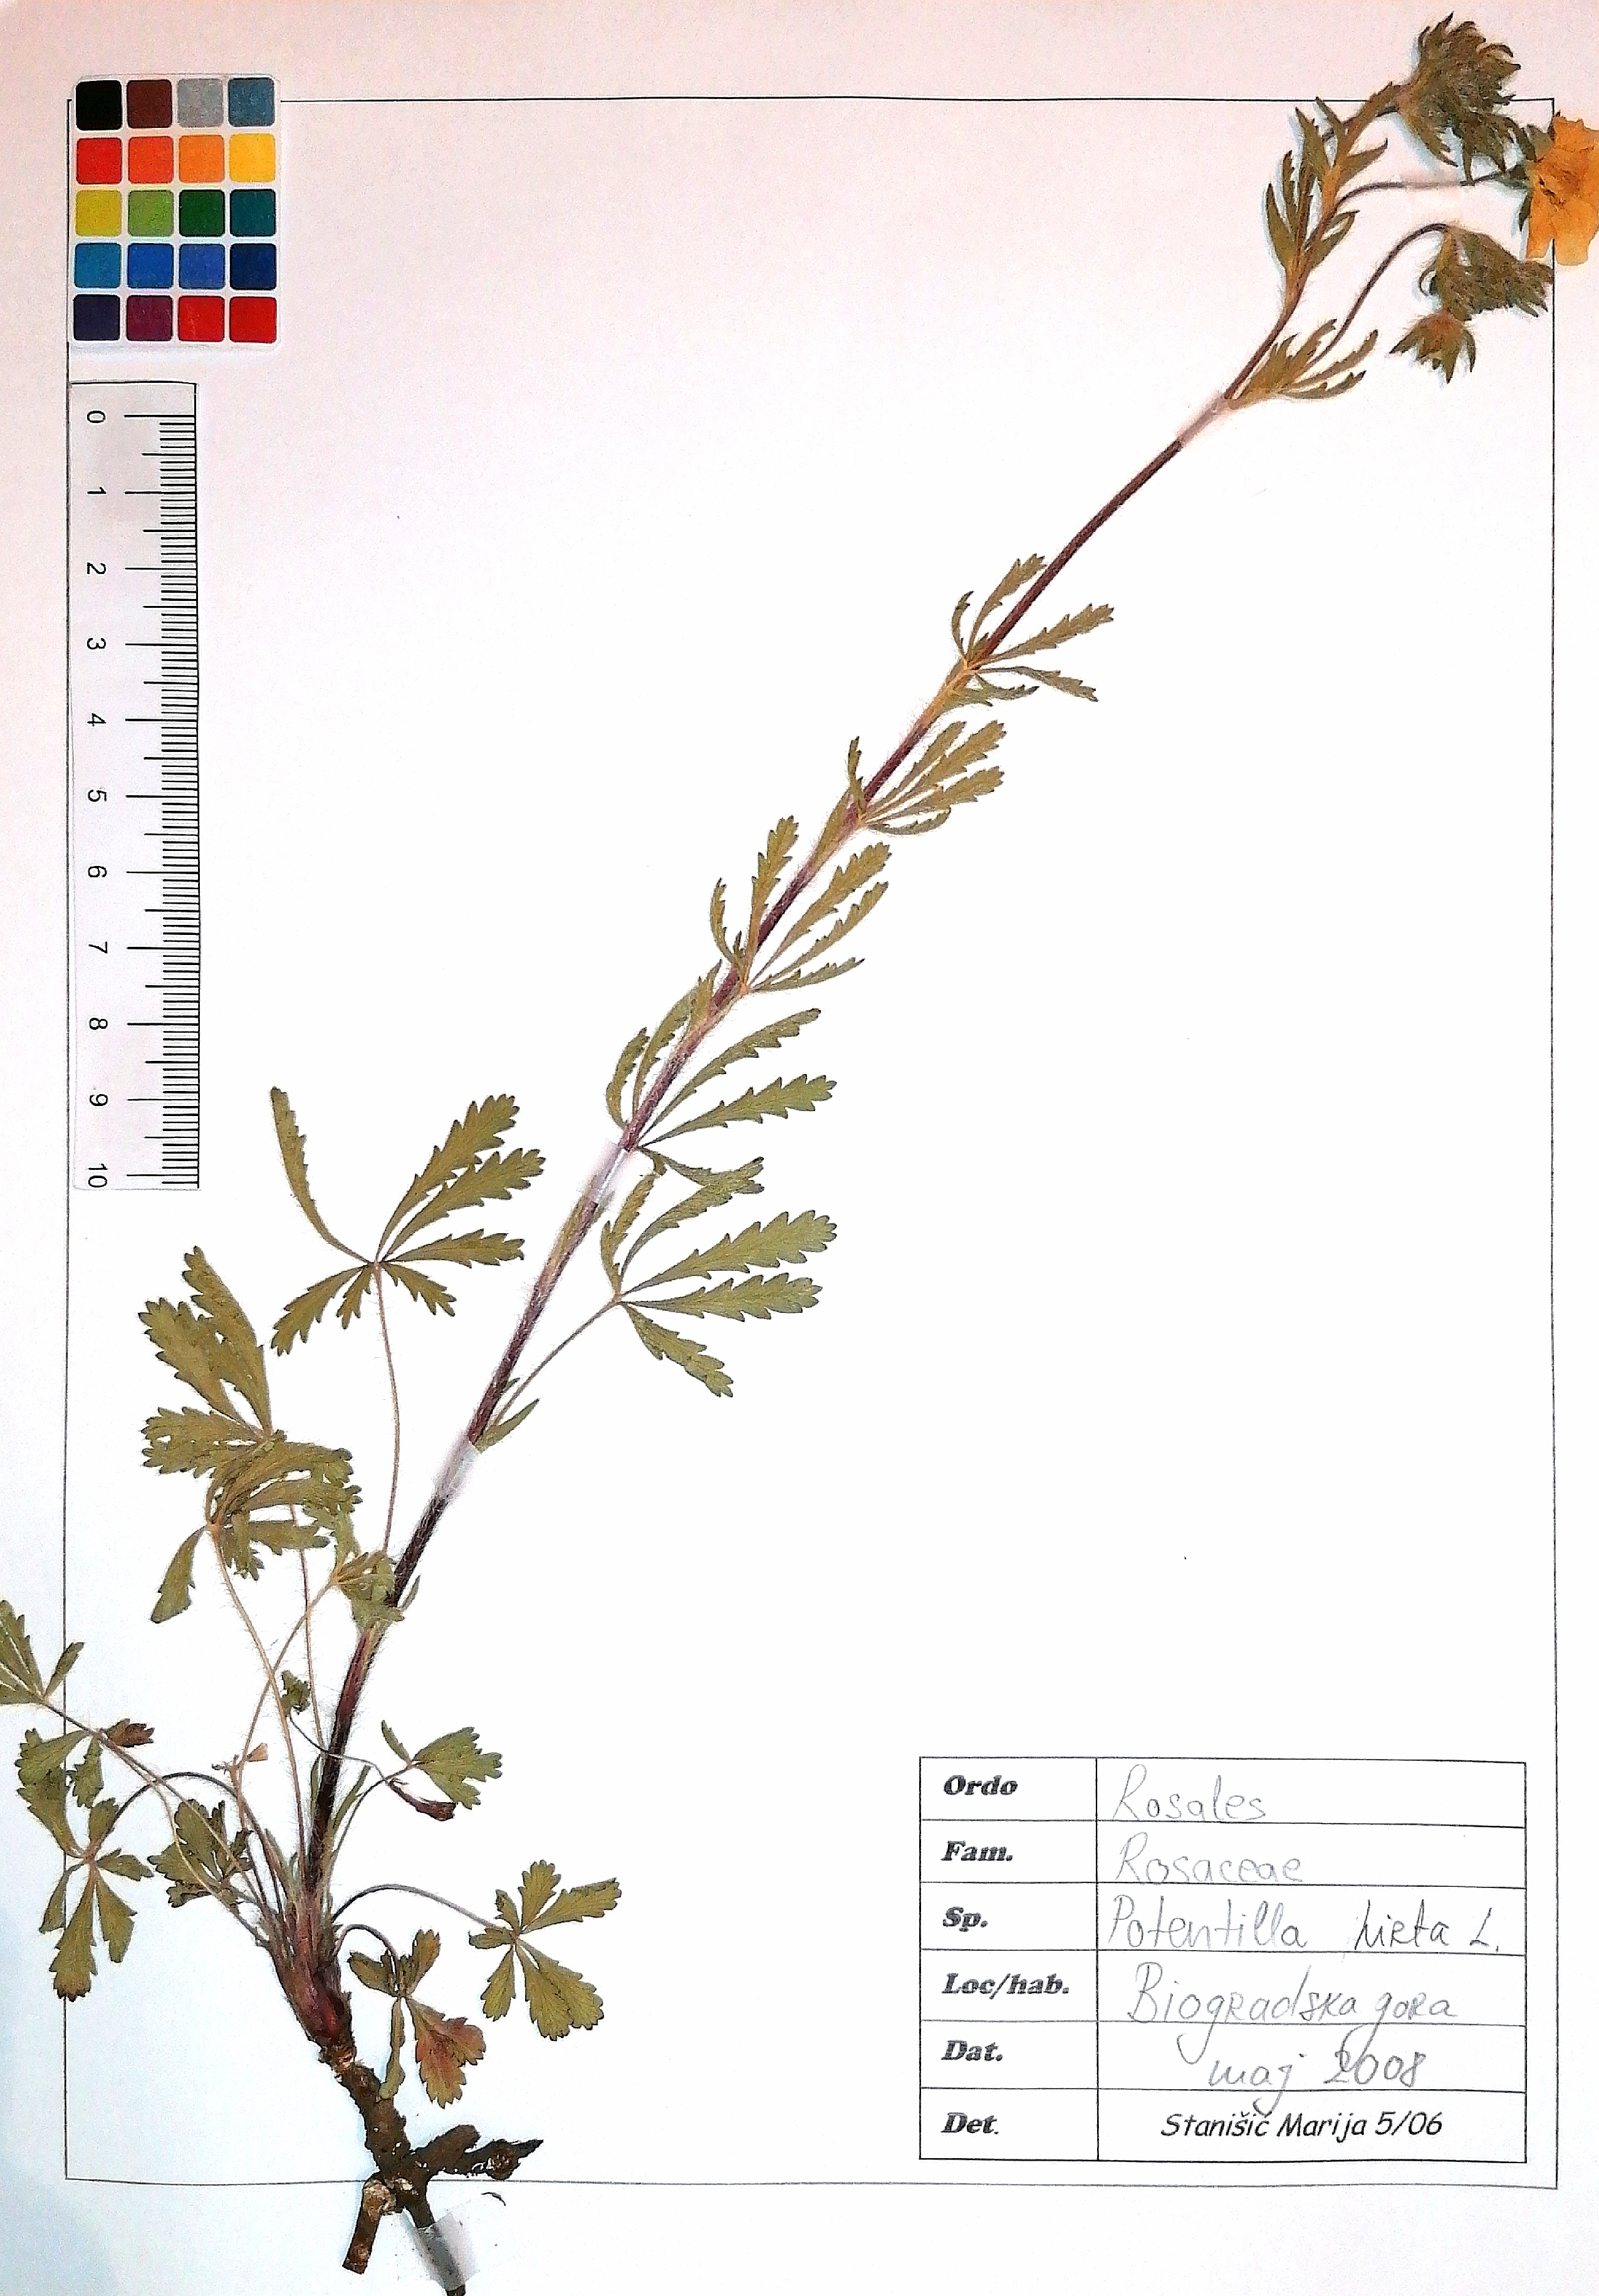 0
1
2
3
4
5
6
7
8
9
10
Ordo Rosales
Fam. Rosaceae
Sp. Potentilla hirta L.
Loc/hab. Biogradska gora
Dat. maj 2008
Det. Stanišić Marija 5/06